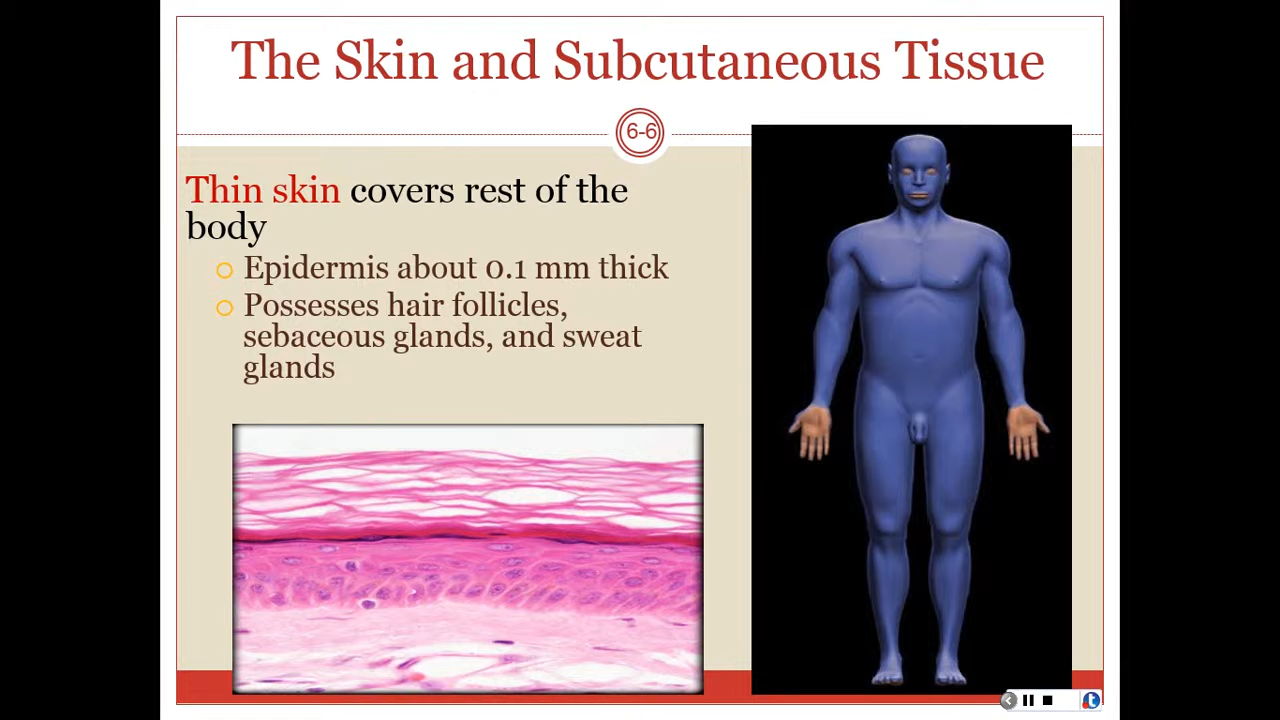 The Skin and Subcutaneous Tissue
6-6
Thin skin covers rest of the
body
Epidermis about 0.1 mm thick
Possesses hair follicles,
sebaceous glands, and sweat
glands
t